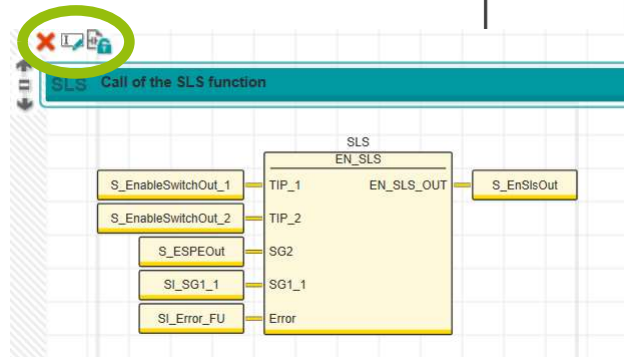 SLS Call of the SLS function
SLS
EN_SLS
S_EnableSwitchOut_1 TIP_1 EN_SLS_OUT S_EnSlsOut
S_EnableSwitchOut_2 TIP_2
S_ESPEOut SG2
SI_SG1_1 SG1_1
SI_Error_FU Error